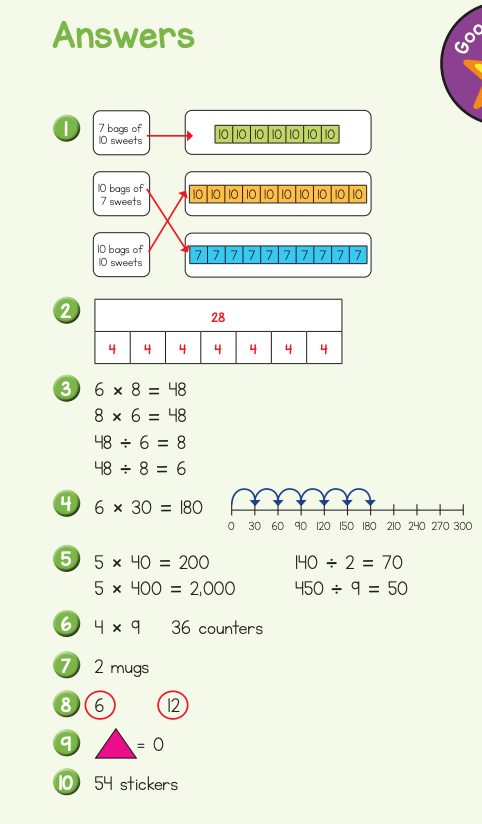 Answers
Goo
1
7 bags of
10 sweets
10 10 10 10 10 10 10
10 bags of
7 sweets
10 10 10 10 10 10 10 10 10 10
10 bags of
10 sweets
7 7 7 7 7 7 7 7 7 7
2
28
4 4 4 4 4 4 4
3
6 × 8 = 48
8 × 6 = 48
48 ÷ 6 = 8
48 ÷ 8 = 6
4
6 × 30 = 180
0 30 60 90 120 150 180 210 240 270 300
5
5 × 40 = 200 140 ÷ 2 = 70
5 × 400 = 2,000 450 ÷ 9 = 50
6
4 × 9 36 counters
7
2 mugs
8
6 12
9
= 0
10
54 stickers